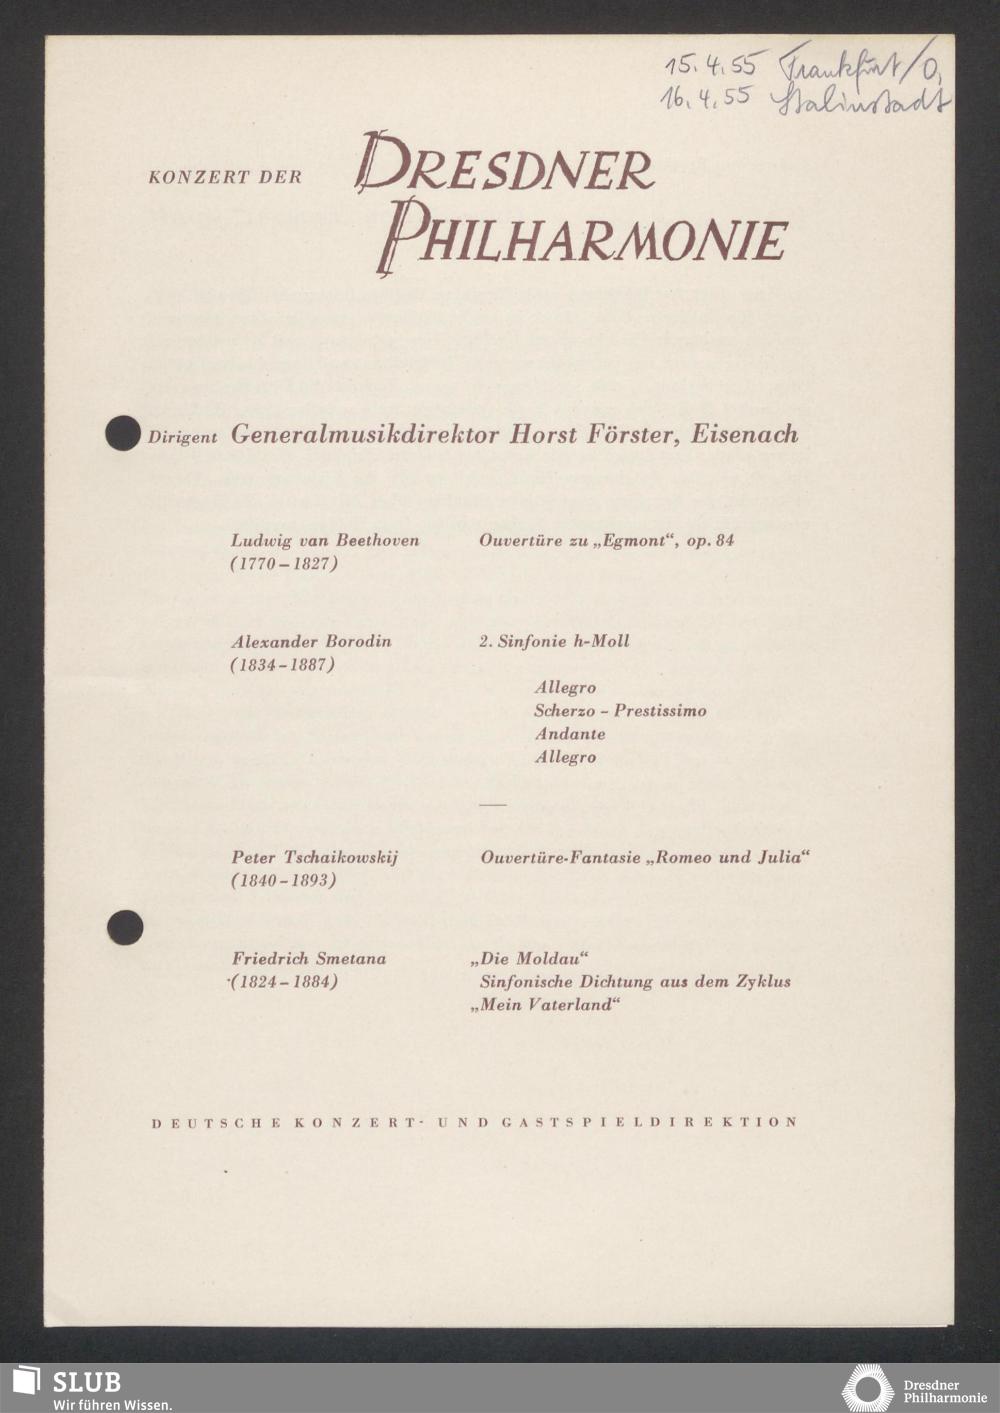 15. 4. 55 Frankfurt/O,
16. 4. 55 Stalinstadt
KONZERT DER DRESDNER
PHILHARMONIE
Dirigent Generalmusikdirektor Horst Förster, Eisenach
Ludwig van Beethoven Ouvertüre zu „Egmont“, op. 84
(1770–1827)
Alexander Borodin 2. Sinfonie h-Moll
(1834–1887)
Allegro
Scherzo – Prestissimo
Andante
Allegro
Peter Tschaikowskij Ouvertüre-Fantasie „Romeo und Julia“
(1840–1893)
Friedrich Smetana „Die Moldau“
(1824–1884) Sinfonische Dichtung aus dem Zyklus
„Mein Vaterland“
DEUTSCHE KONZERT- UND GASTSPIELDIREKTION
SLUB
Wir führen Wissen.
Dresdner
Philharmonie